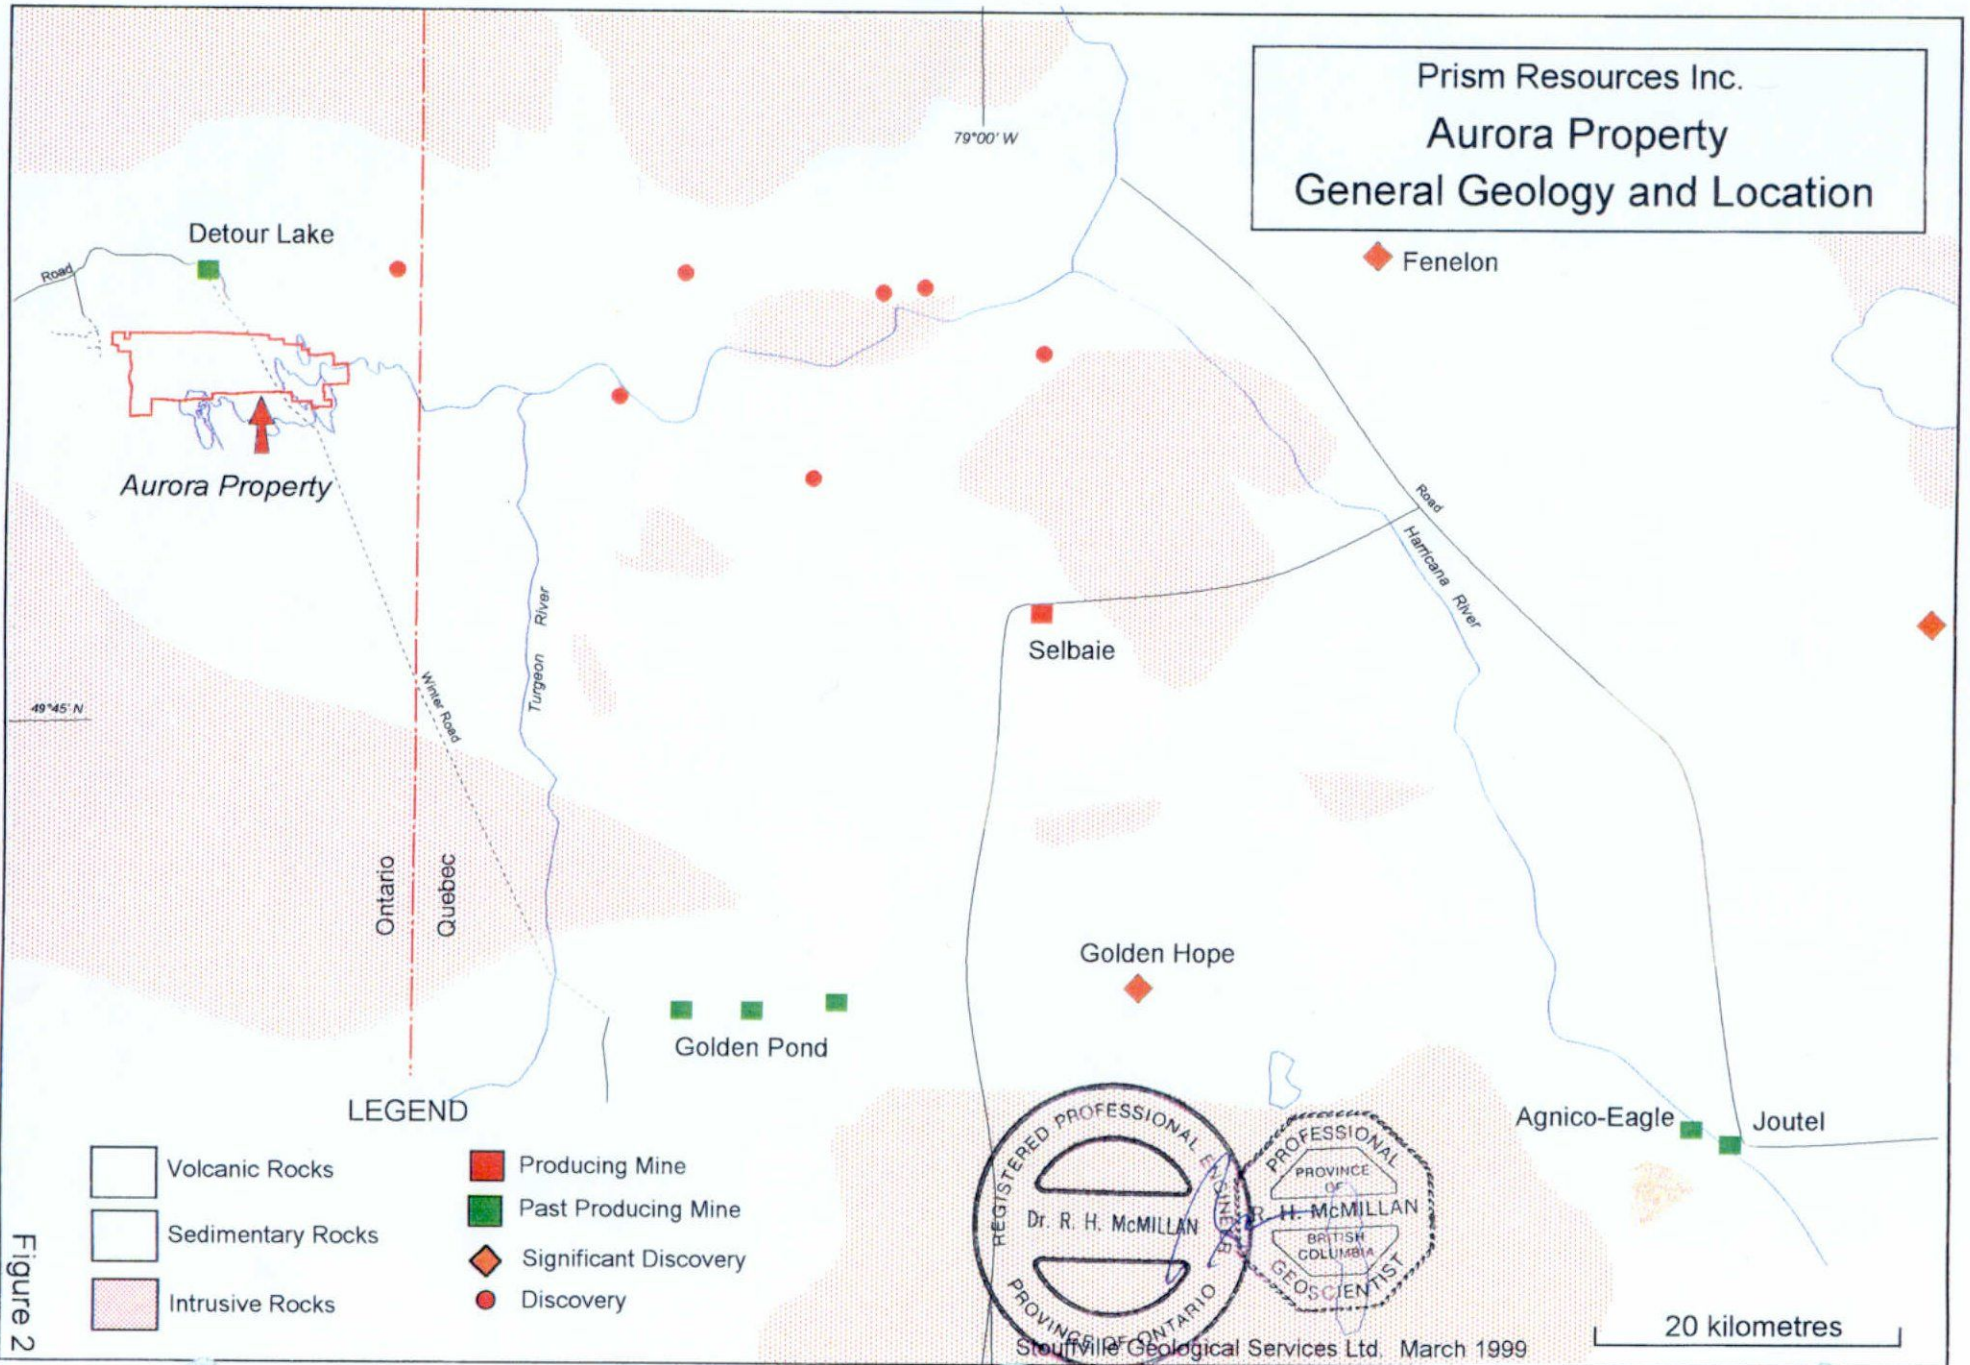 Prism Resources Inc.
Aurora Property
General Geology and Location
79°00' W
Detour Lake
Road
Fenelon
Aurora Property
Road
Harricana River
Turgeon River
Selbaie
49°45' N
Winter Road
Ontario
Quebec
Golden Hope
Golden Pond
Agnico-Eagle
Joutel
LEGEND
Volcanic Rocks
Sedimentary Rocks
Intrusive Rocks
Producing Mine
Past Producing Mine
Significant Discovery
Discovery
REGISTERED PROFESSIONAL ENGINEER
Dr. R. H. McMILLAN
PROVINCE OF ONTARIO
PROFESSIONAL
PROVINCE
OF
R. H. McMILLAN
BRITISH
COLUMBIA
GEOSCIENTIST
20 kilometres
Stouffville Geological Services Ltd. March 1999
Figure 2